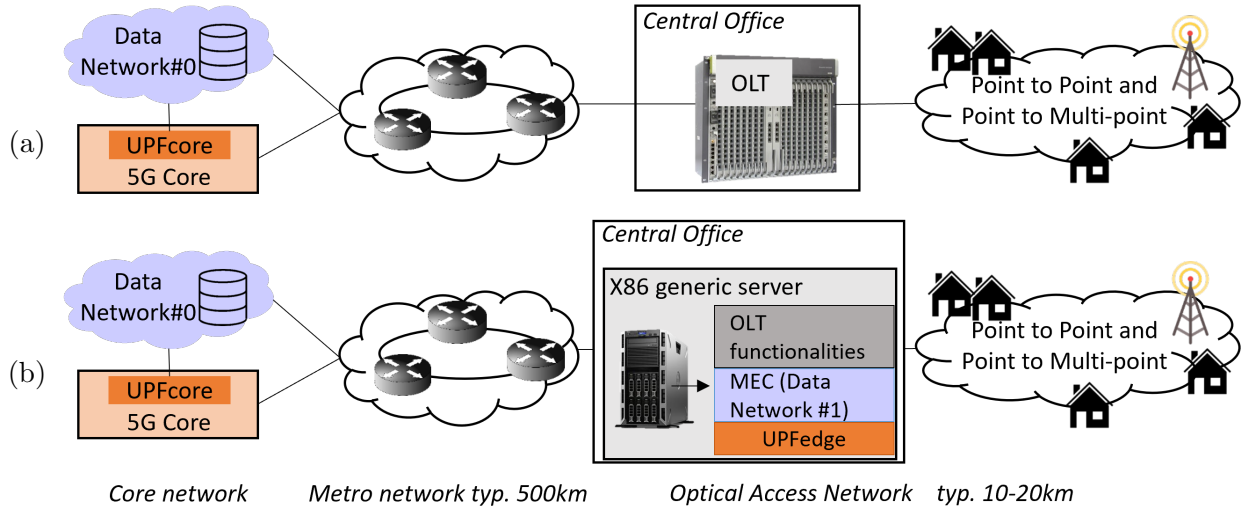 (a)
Data
Network#0
UPFcore
5G Core
Central Office
OLT
Point to Point and
Point to Multi-point
(b)
Data
Network#0
UPFcore
5G Core
Central Office
X86 generic server
OLT
functionalities
MEC (Data
Network #1)
UPFedge
Point to Point and
Point to Multi-point
Core network
Metro network typ. 500km
Optical Access Network typ. 10-20km